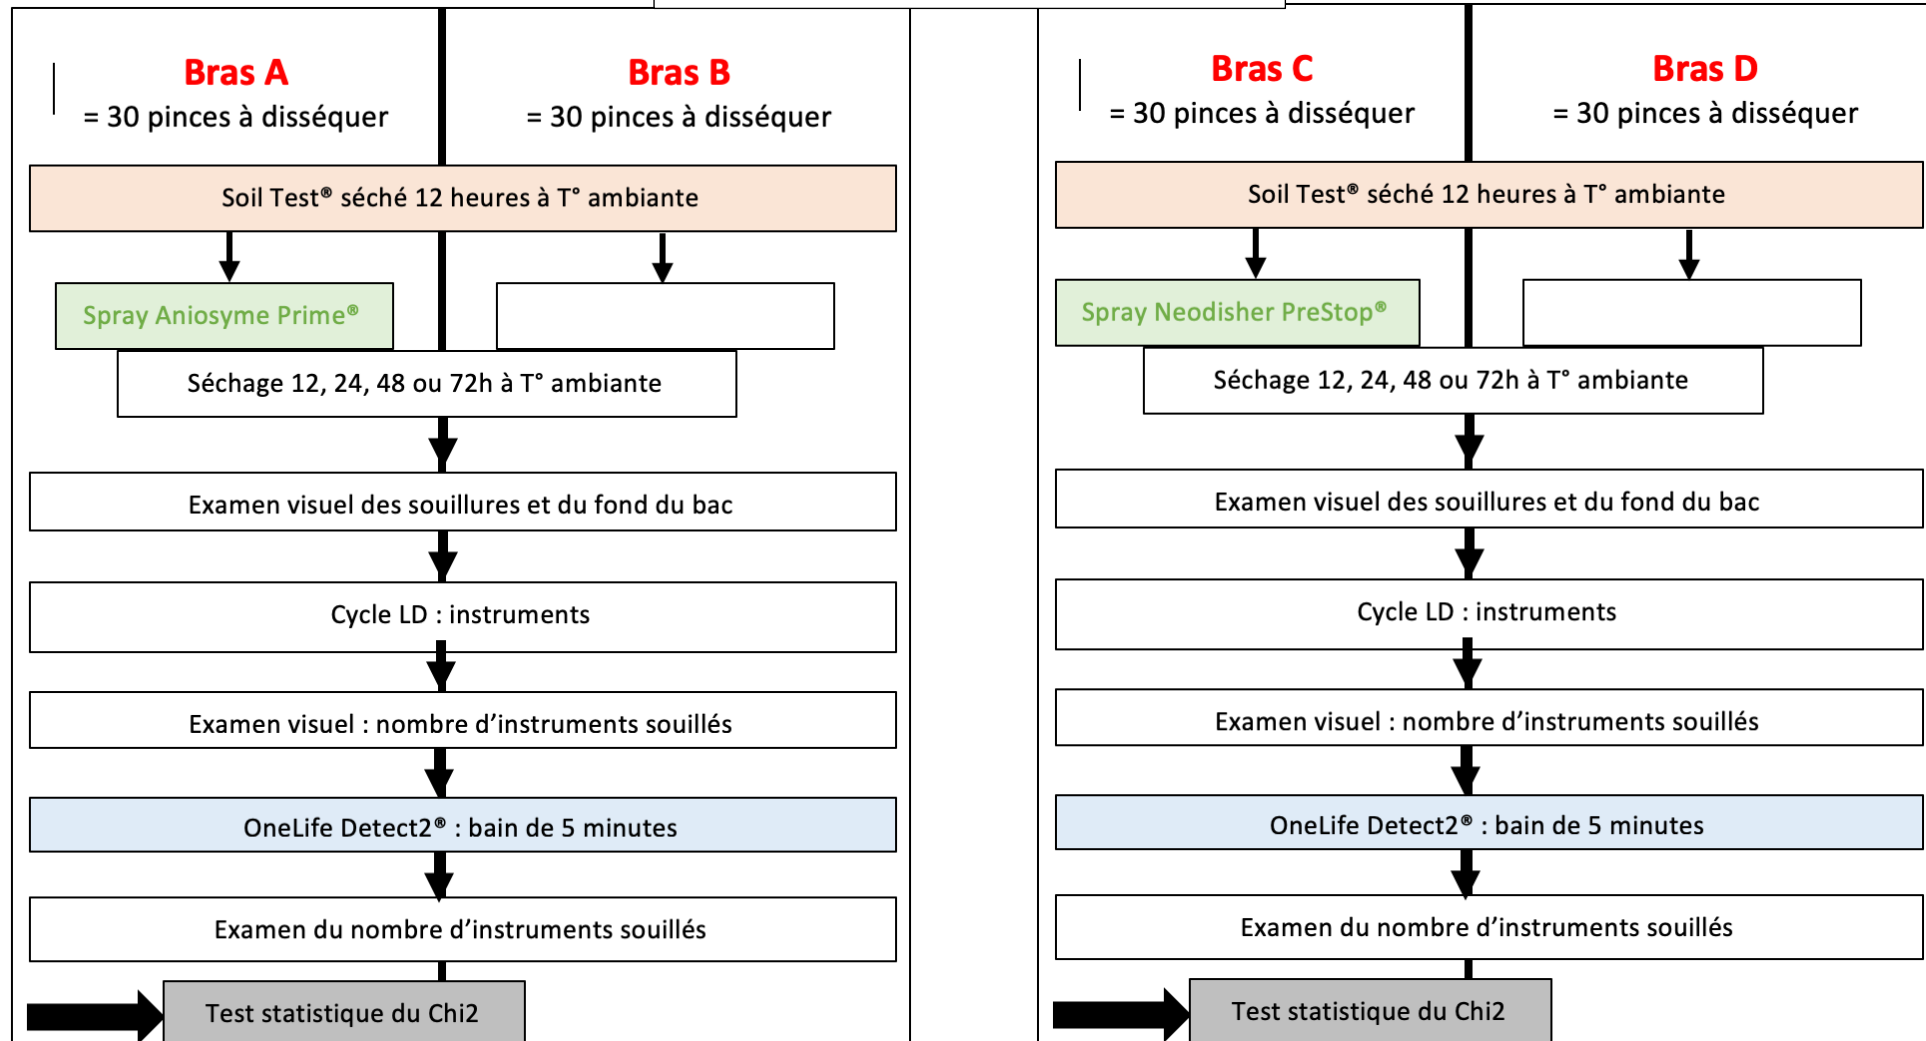 Bras A
= 30 pinces à disséquer
Bras B
= 30 pinces à disséquer
Soil Test® séché 12 heures à T° ambiante
Spray Aniosyme Prime®
Séchage 12, 24, 48 ou 72h à T° ambiante
Examen visuel des souillures et du fond du bac
Cycle LD : instruments
Examen visuel : nombre d’instruments souillés
OneLife Detect2® : bain de 5 minutes
Examen du nombre d’instruments souillés
Test statistique du Chi2
Bras C
= 30 pinces à disséquer
Bras D
= 30 pinces à disséquer
Soil Test® séché 12 heures à T° ambiante
Spray Neodisher PreStop®
Séchage 12, 24, 48 ou 72h à T° ambiante
Examen visuel des souillures et du fond du bac
Cycle LD : instruments
Examen visuel : nombre d’instruments souillés
OneLife Detect2® : bain de 5 minutes
Examen du nombre d’instruments souillés
Test statistique du Chi2